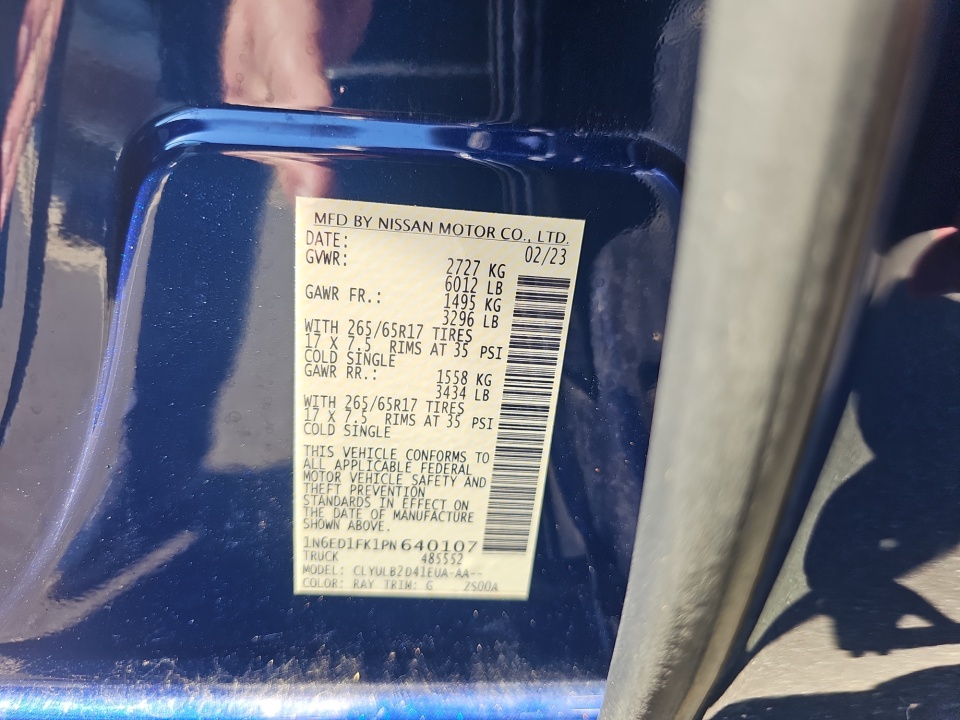 MFD BY NISSAN MOTOR CO., LTD.
DATE: 02/23
GVWR: 2727 KG
6012 LB
GAWR FR.: 1495 KG
3296 LB
WITH 265/65R17 TIRES
17 X 7.5 RIMS AT 35 PSI
COLD SINGLE
GAWR RR.: 1558 KG
3434 LB
WITH 265/65R17 TIRES
17 X 7.5 RIMS AT 35 PSI
COLD SINGLE
THIS VEHICLE CONFORMS TO
ALL APPLICABLE FEDERAL
MOTOR VEHICLE SAFETY AND
THEFT PREVENTION
STANDARDS IN EFFECT ON
THE DATE OF MANUFACTURE
SHOWN ABOVE.
1N6ED1FK1PN640107
TRUCK 485552
MODEL: CLYULB2D41EUA-AA--
COLOR: RAY TRIM: G 2500A